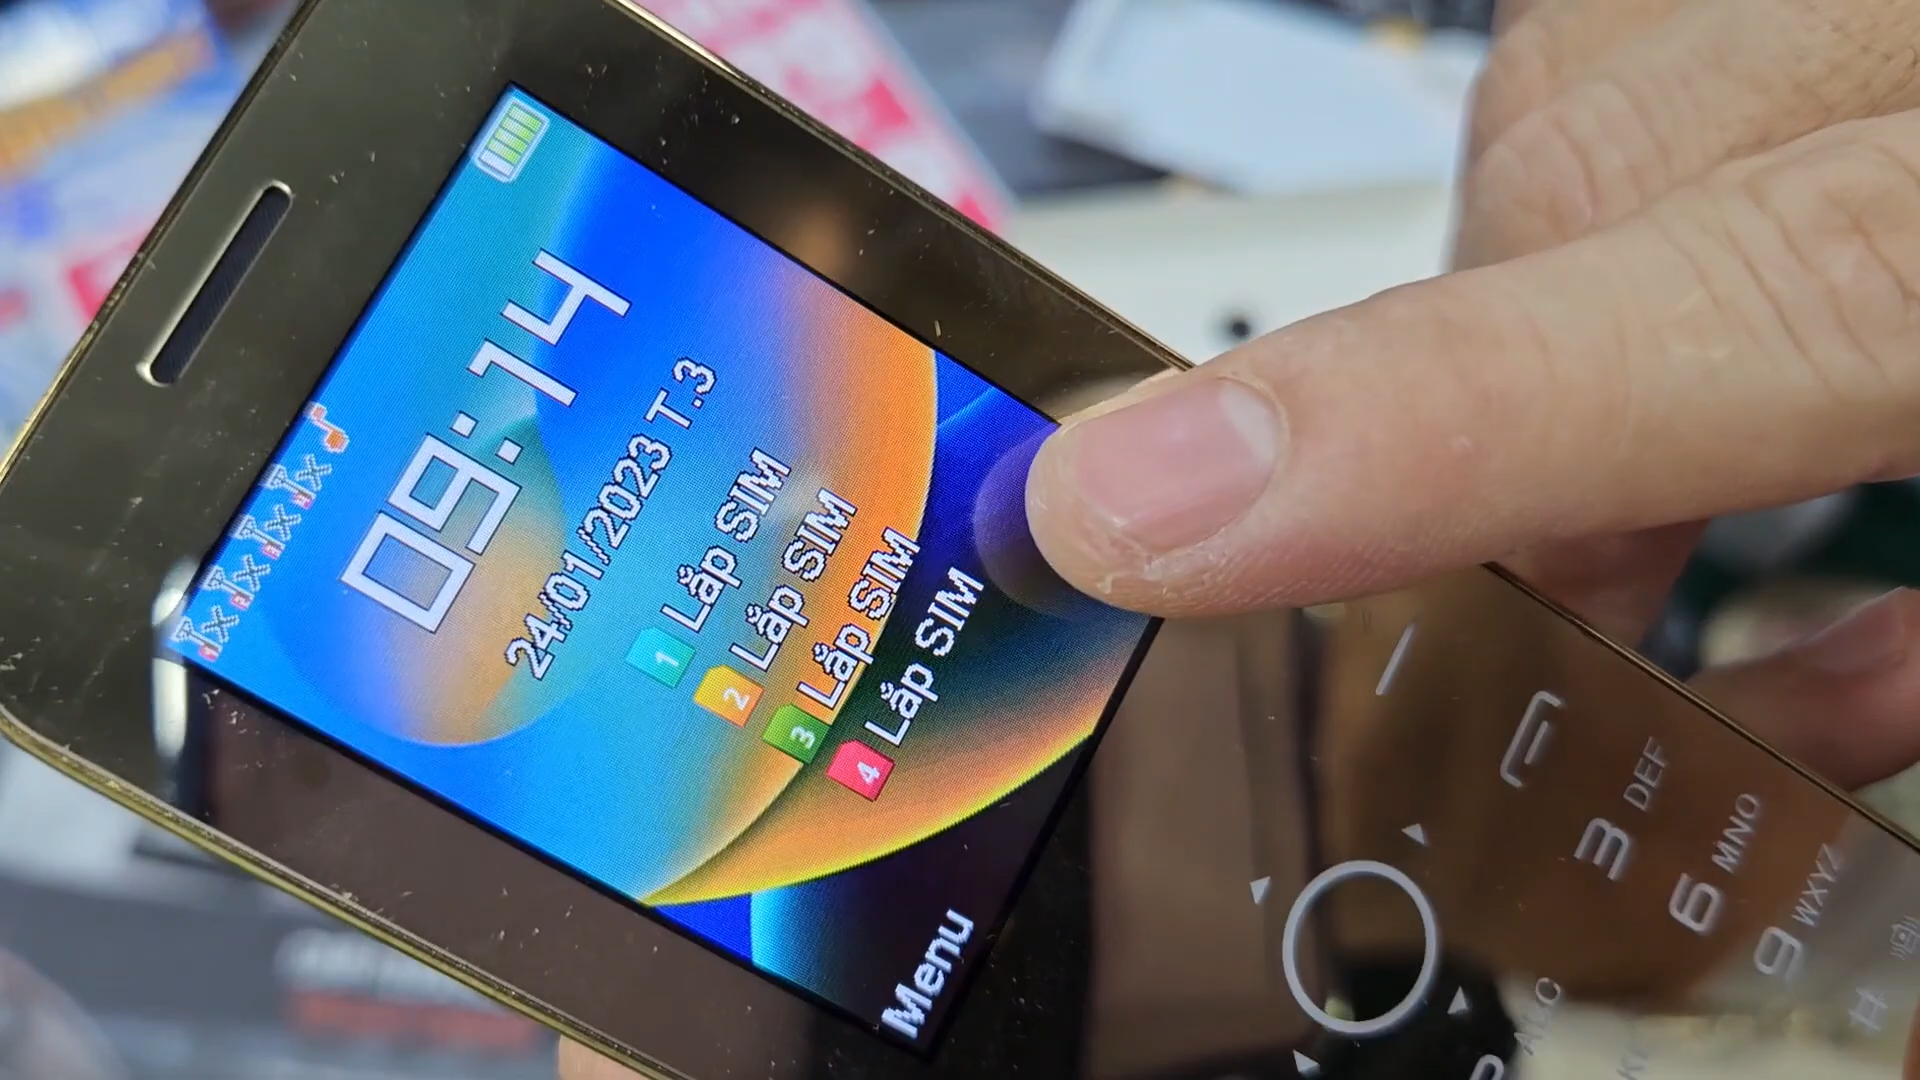 09:14
24/01/2023 T.3
1 Lắp SIM
2 Lắp SIM
3 Lắp SIM
4 Lắp SIM
Menu
3 DEF
6 MNO
9 WXYZ
#